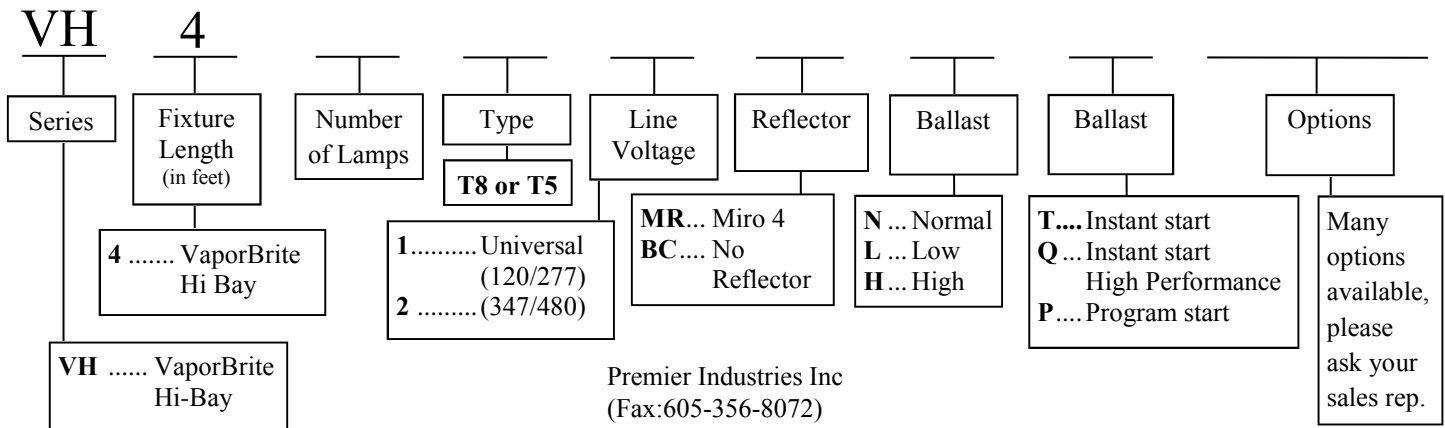 VH 4
Series
Fixture
Length
(in feet)
Number
of Lamps
Type
Line
Voltage
Reflector
Ballast
Ballast
Options
T8 or T5
4 ....... VaporBrite
Hi Bay
VH ...... VaporBrite
Hi-Bay
1.......... Universal
(120/277)
2 .........(347/480)
MR... Miro 4
BC.... No
Reflector
N ... Normal
L ... Low
H ... High
T.... Instant start
Q ... Instant start
High Performance
P.... Program start
Many
options
available,
please
ask your
sales rep.
Premier Industries Inc
(Fax:605-356-8072)